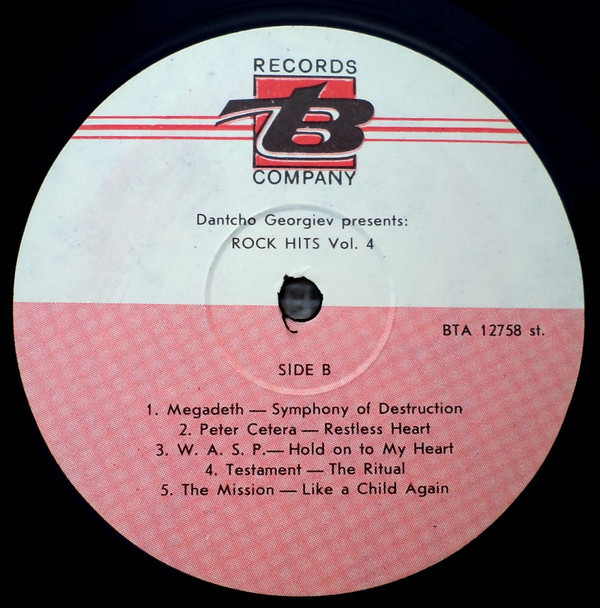 RECORDS
B
COMPANY
Dantcho Georgiev presents:
ROCK HITS Vol. 4
BTA 12758 st.
SIDE B
1. Megadeth — Symphony of Destruction
2. Peter Cetera — Restless Heart
3. W. A. S. P.— Hold on to My Heart
4. Testament — The Ritual
5. The Mission — Like a Child Again